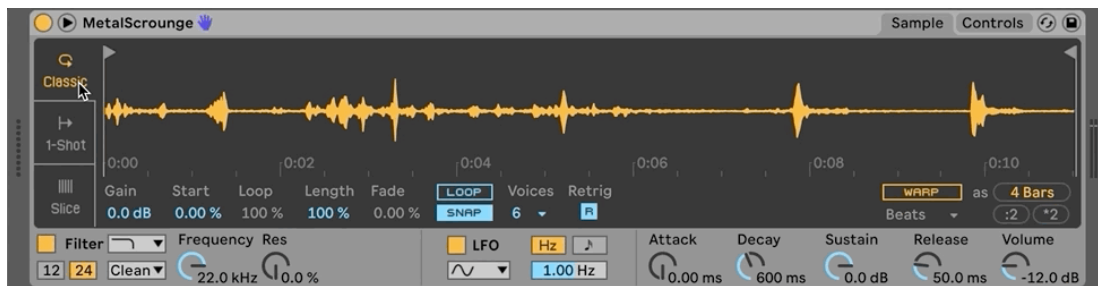 MetalScrounge Sample Controls
Classic
1-Shot
Slice
0:00 0:02 0:04 0:06 0:08 0:10
Gain Start Loop Length Fade LOOP Voices Retrig WARP as 4 Bars
0.0 dB 0.00 % 100 % 100 % 0.00 % SNAP 6 R Beats :2 *2
Filter Frequency Res LFO Hz Attack Decay Sustain Release Volume
12 24 Clean 22.0 kHz 0.0 % 1.00 Hz 0.00 ms 600 ms 0.0 dB 50.0 ms -12.0 dB